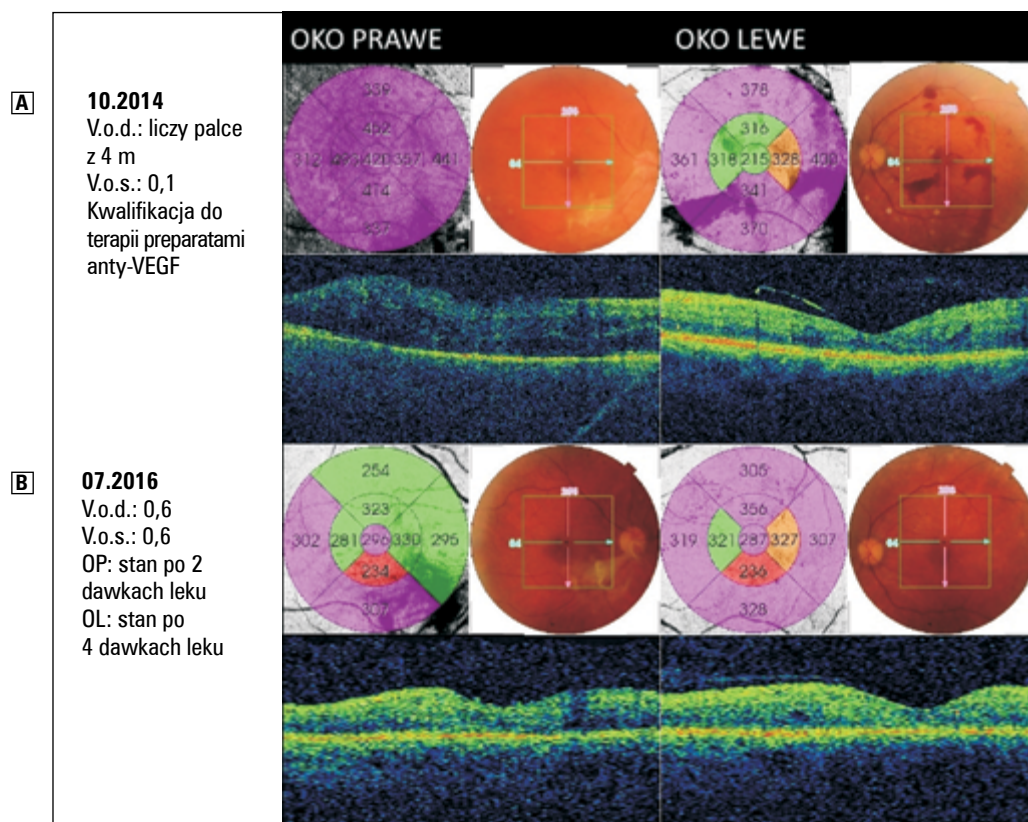 OKO PRAWE
OKO LEWE
A
10.2014
V.o.d.: liczy palce
z 4 m
V.o.s.: 0,1
Kwalifikacja do
terapii preparatami
anty-VEGF
462
312 420 357 441
414
378
316
361 318 215 328 400
341
370
B
07.2016
V.o.d.: 0,6
V.o.s.: 0,6
OP: stan po 2
dawkach leku
OL: stan po
4 dawkach leku
254
323
302 281 296 330 295
234
307
305
356
319 321 287 327 307
236
328